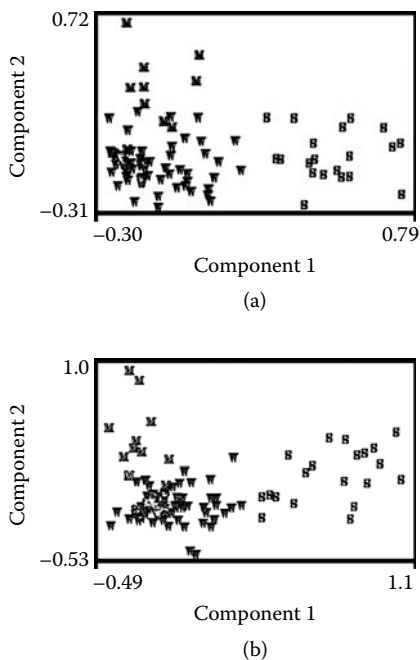 0.72
Component 2
−0.31
−0.30 0.79
Component 1
(a)
1.0
Component 2
−0.53
−0.49 1.1
Component 1
(b)